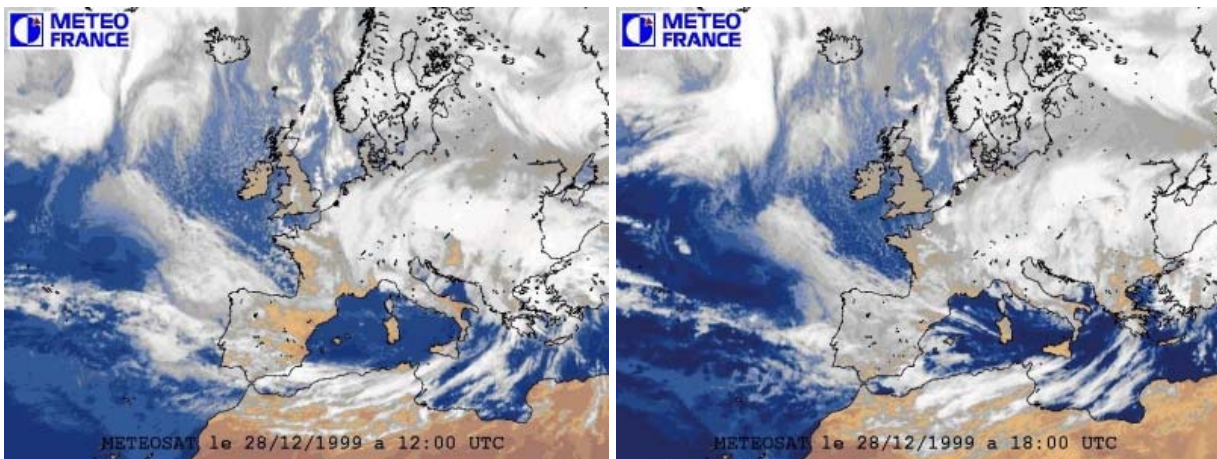 METEO
FRANCE
METEOSAT le 28/12/1999 a 12:00 UTC
METEO
FRANCE
METEOSAT le 28/12/1999 a 18:00 UTC